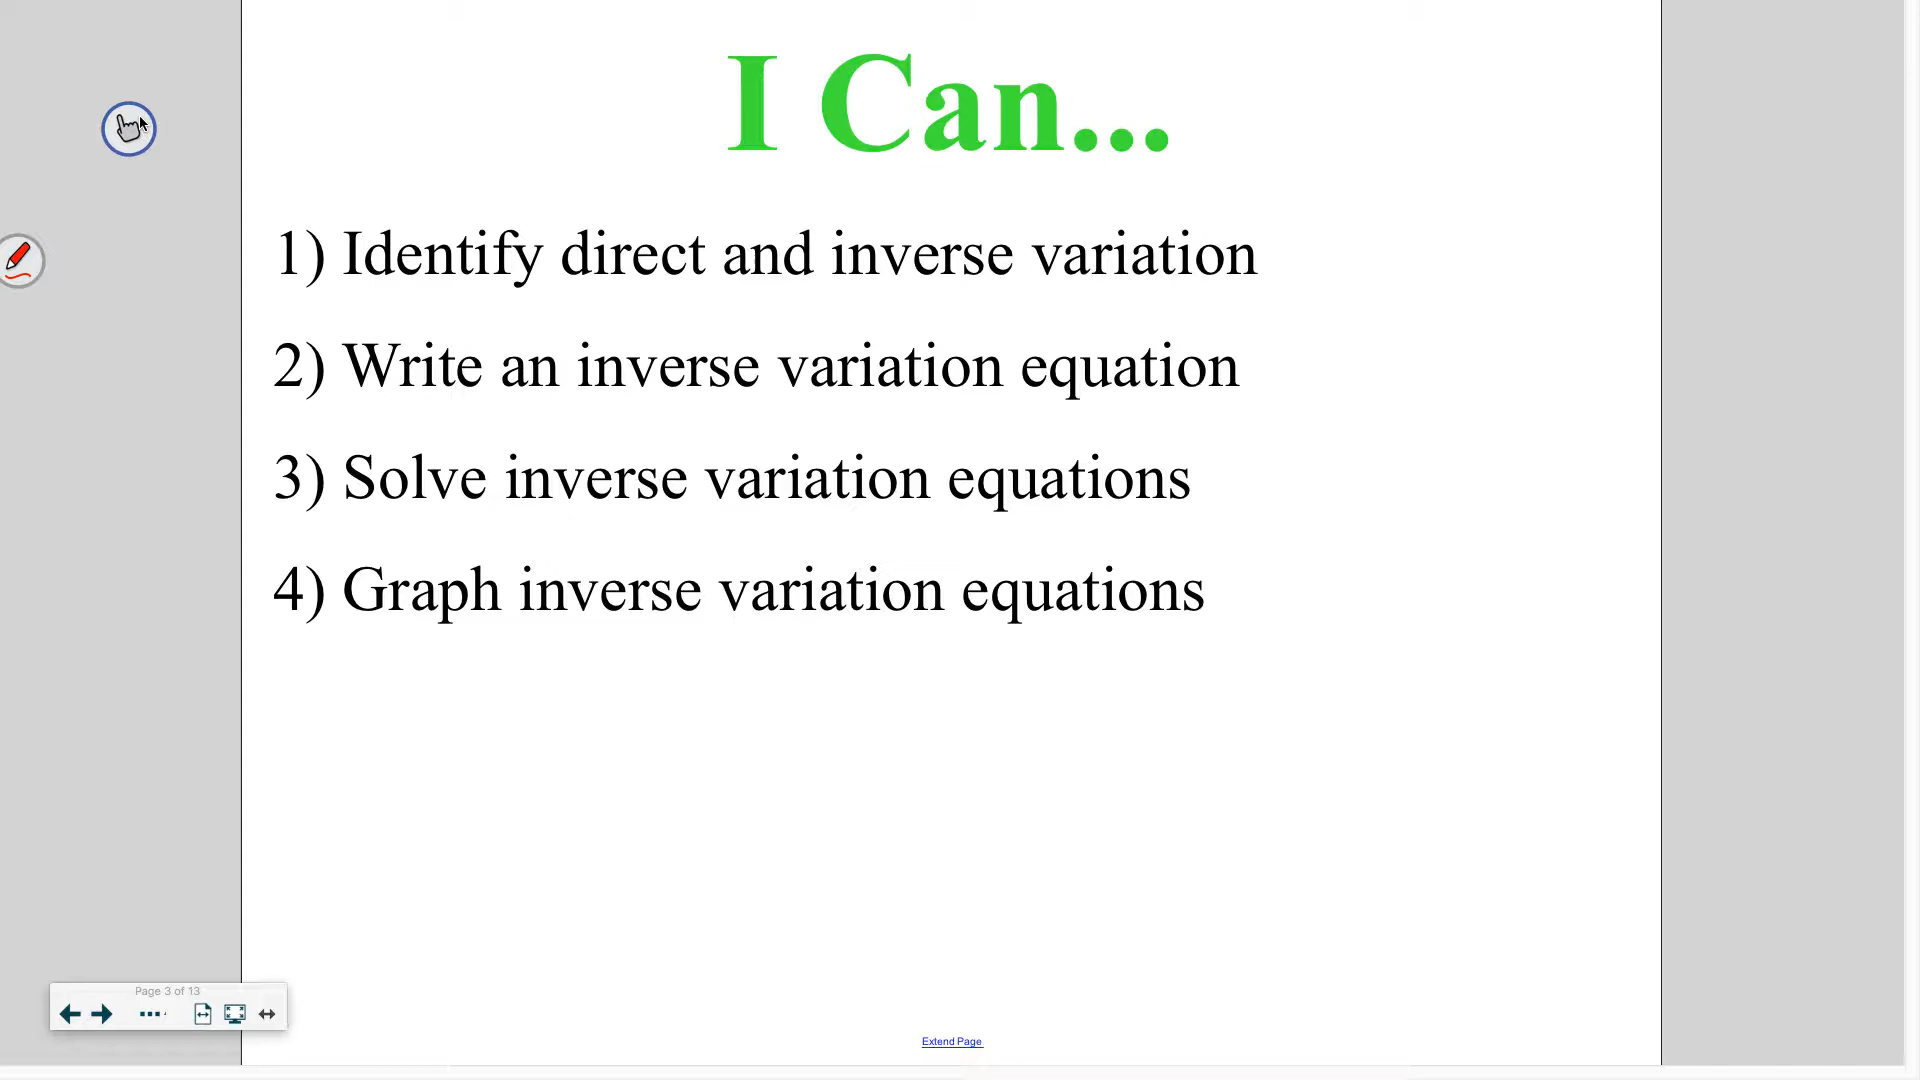 I Can...
1) Identify direct and inverse variation
2) Write an inverse variation equation
3) Solve inverse variation equations
4) Graph inverse variation equations
Page 3 of 13
Extend Page